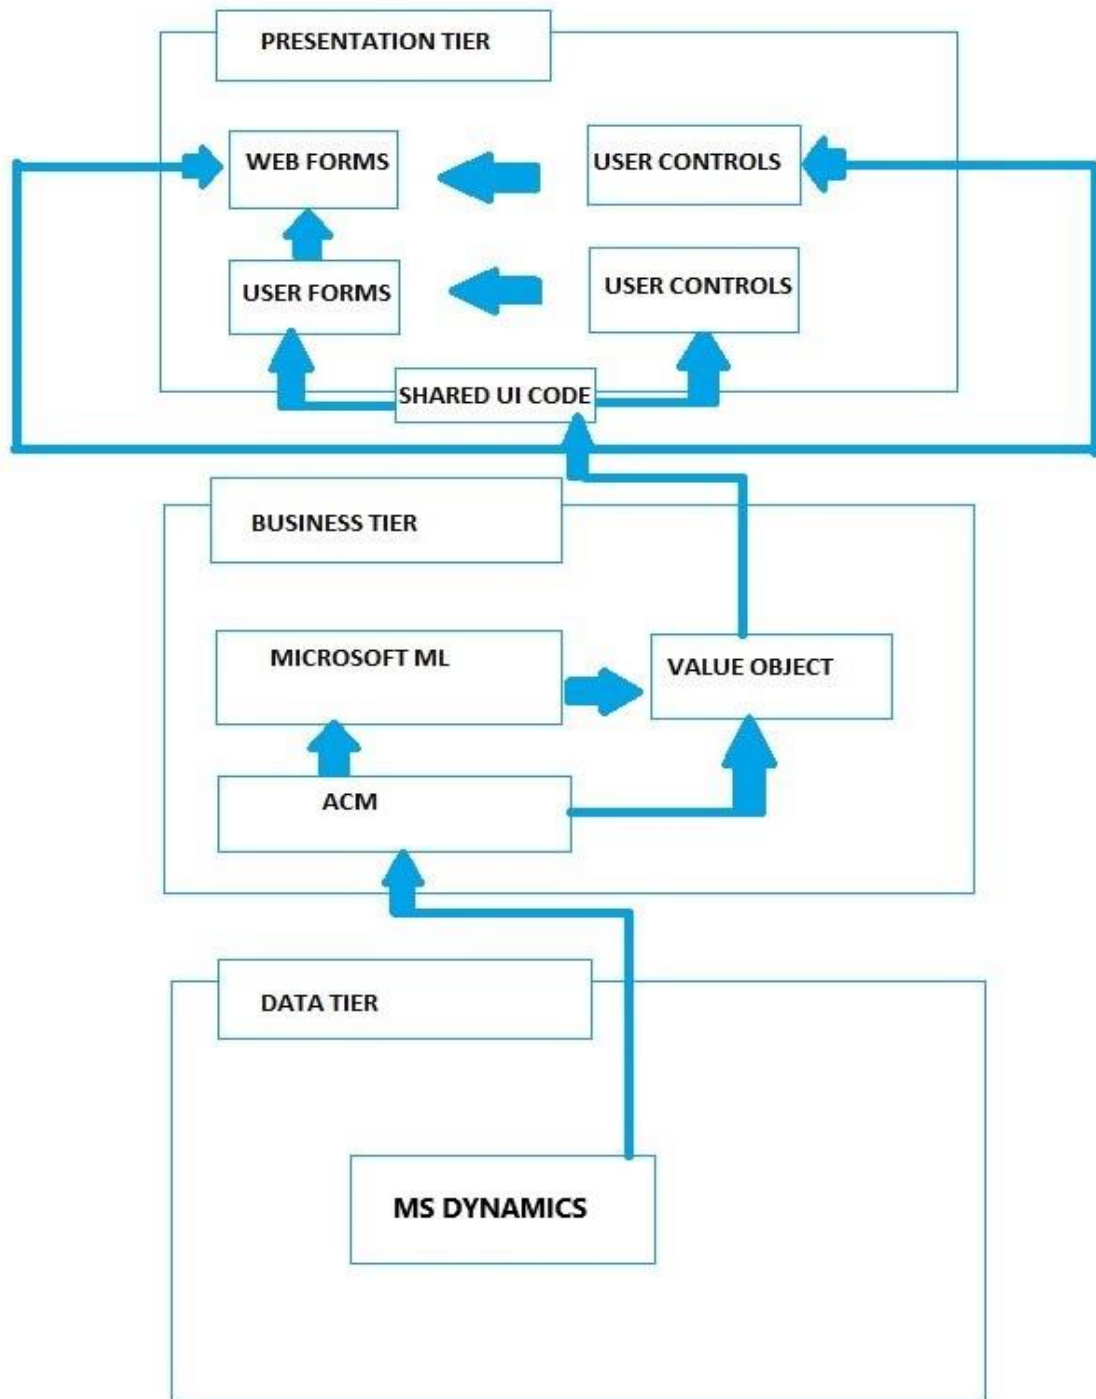 PRESENTATION TIER
WEB FORMS
USER CONTROLS
USER FORMS
USER CONTROLS
SHARED UI CODE
BUSINESS TIER
MICROSOFT ML
VALUE OBJECT
ACM
DATA TIER
MS DYNAMICS